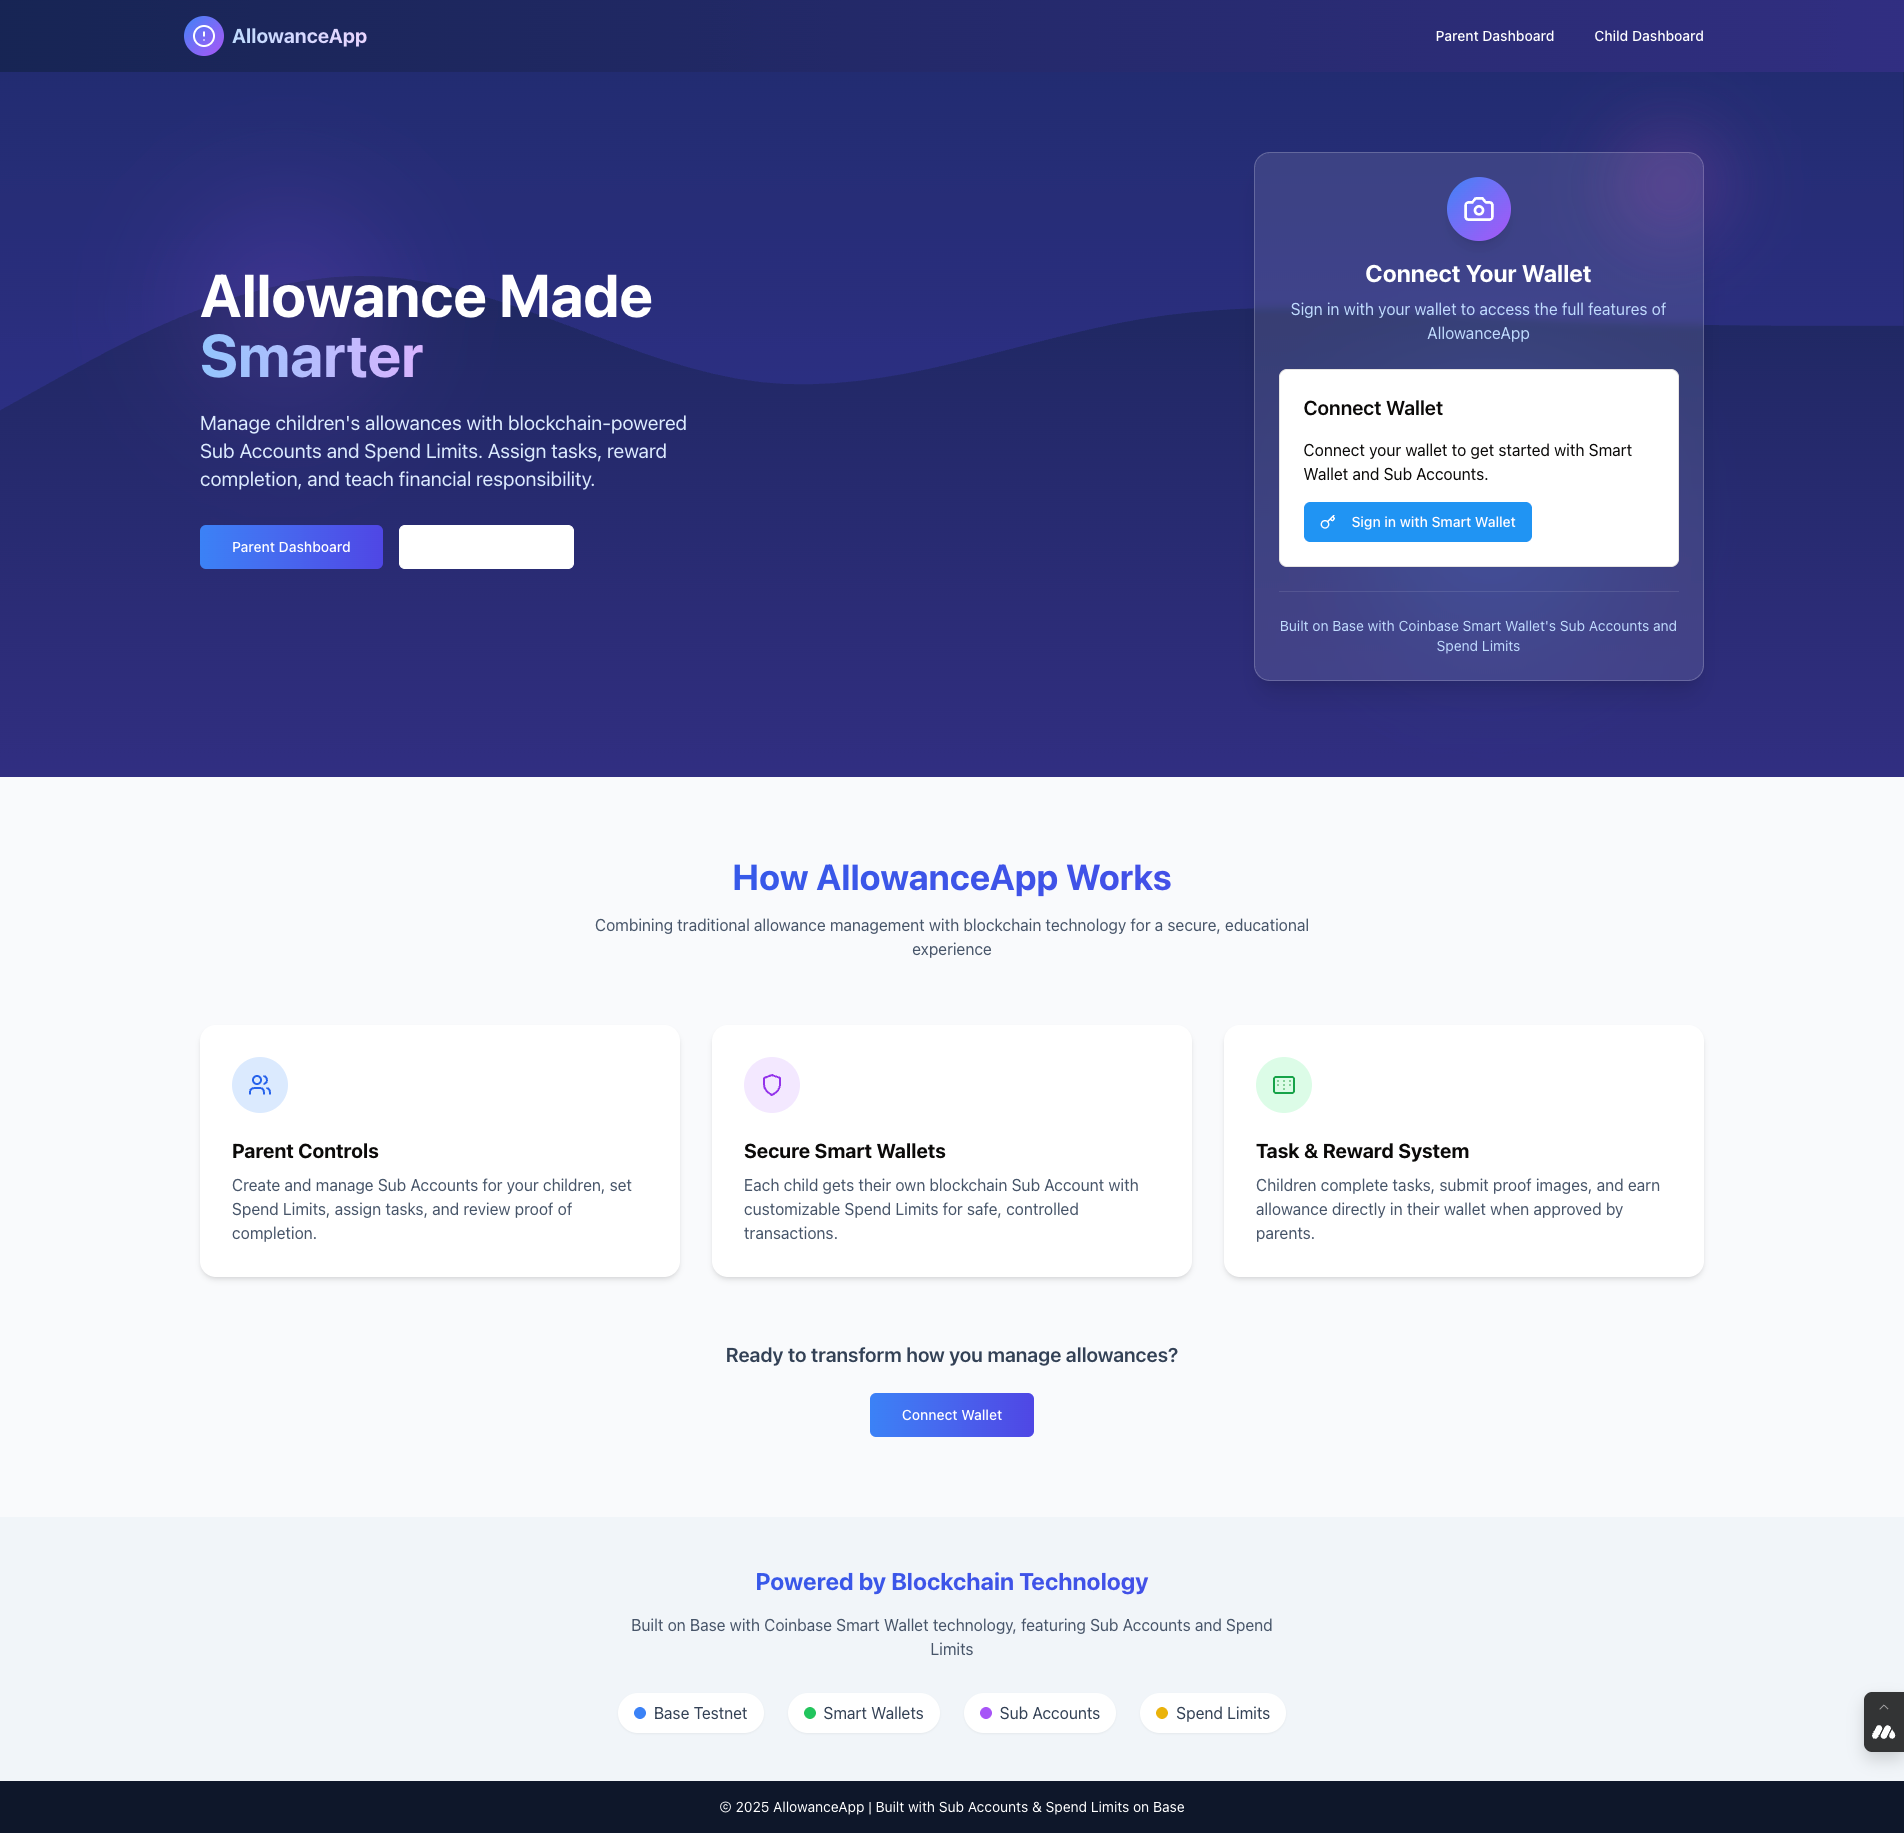 AllowanceApp
Parent Dashboard
Child Dashboard
Allowance Made
Smarter
Manage children's allowances with blockchain-powered
Sub Accounts and Spend Limits. Assign tasks, reward
completion, and teach financial responsibility.
Parent Dashboard
Connect Your Wallet
Sign in with your wallet to access the full features of
AllowanceApp
Connect Wallet
Connect your wallet to get started with Smart
Wallet and Sub Accounts.
Sign in with Smart Wallet
Built on Base with Coinbase Smart Wallet's Sub Accounts and
Spend Limits
How AllowanceApp Works
Combining traditional allowance management with blockchain technology for a secure, educational
experience
Parent Controls
Create and manage Sub Accounts for your children, set
Spend Limits, assign tasks, and review proof of
completion.
Secure Smart Wallets
Each child gets their own blockchain Sub Account with
customizable Spend Limits for safe, controlled
transactions.
Task & Reward System
Children complete tasks, submit proof images, and earn
allowance directly in their wallet when approved by
parents.
Ready to transform how you manage allowances?
Connect Wallet
Powered by Blockchain Technology
Built on Base with Coinbase Smart Wallet technology, featuring Sub Accounts and Spend
Limits
Base Testnet
Smart Wallets
Sub Accounts
Spend Limits
© 2025 AllowanceApp | Built with Sub Accounts & Spend Limits on Base